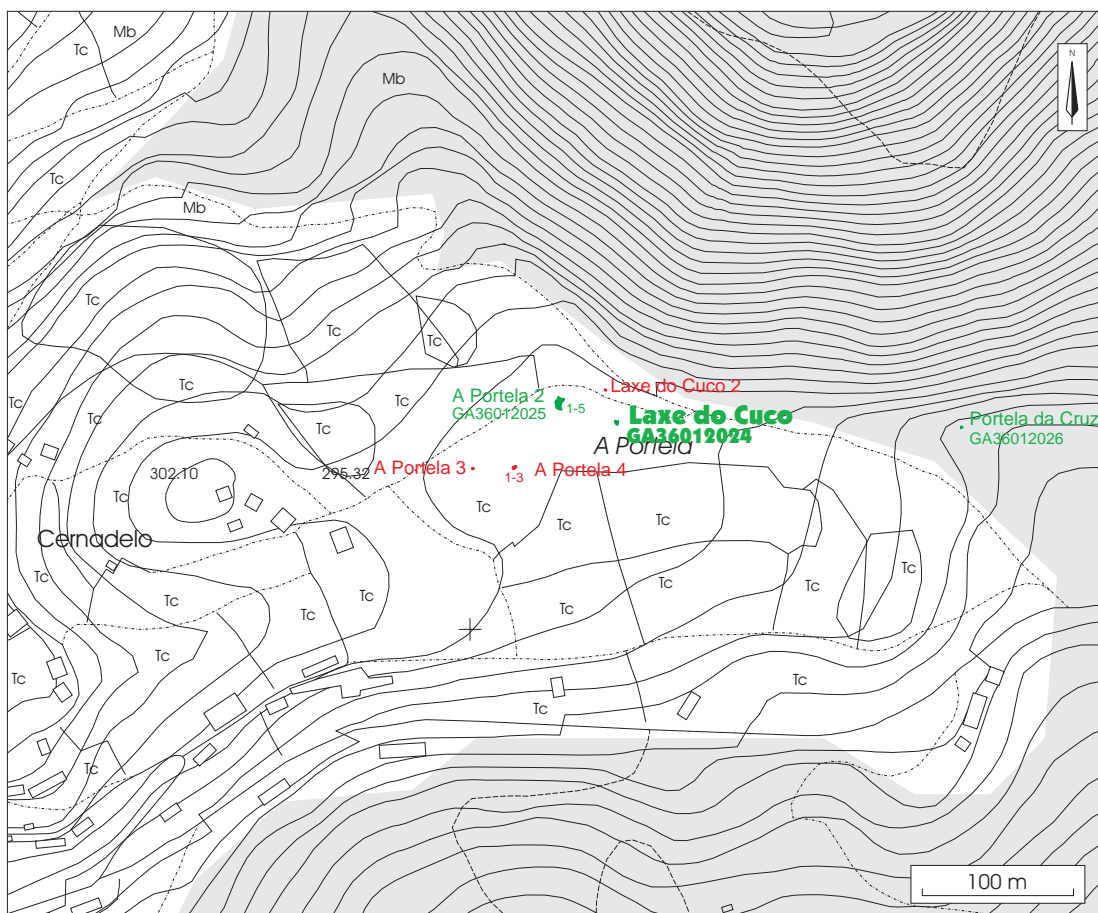 Mb
Tc
Mb
N
Tc
Mb
Tc
Tc
Tc
Tc
Laxe do Cuco 2
Tc
A Portela 2
GA36012025
1-5
Tc
Tc
Laxe do Cuco
GA36012024
Portela da Cruz
GA36012026
Tc
Tc
A Portela
302.10
295.32
A Portela 3
A Portela 4
1-3
Tc
Tc
Tc
Tc
Cernadelo
Tc
Tc
Tc
Tc
Tc
Tc
Tc
Tc
Tc
Tc
Tc
Tc
Tc
Tc
100 m